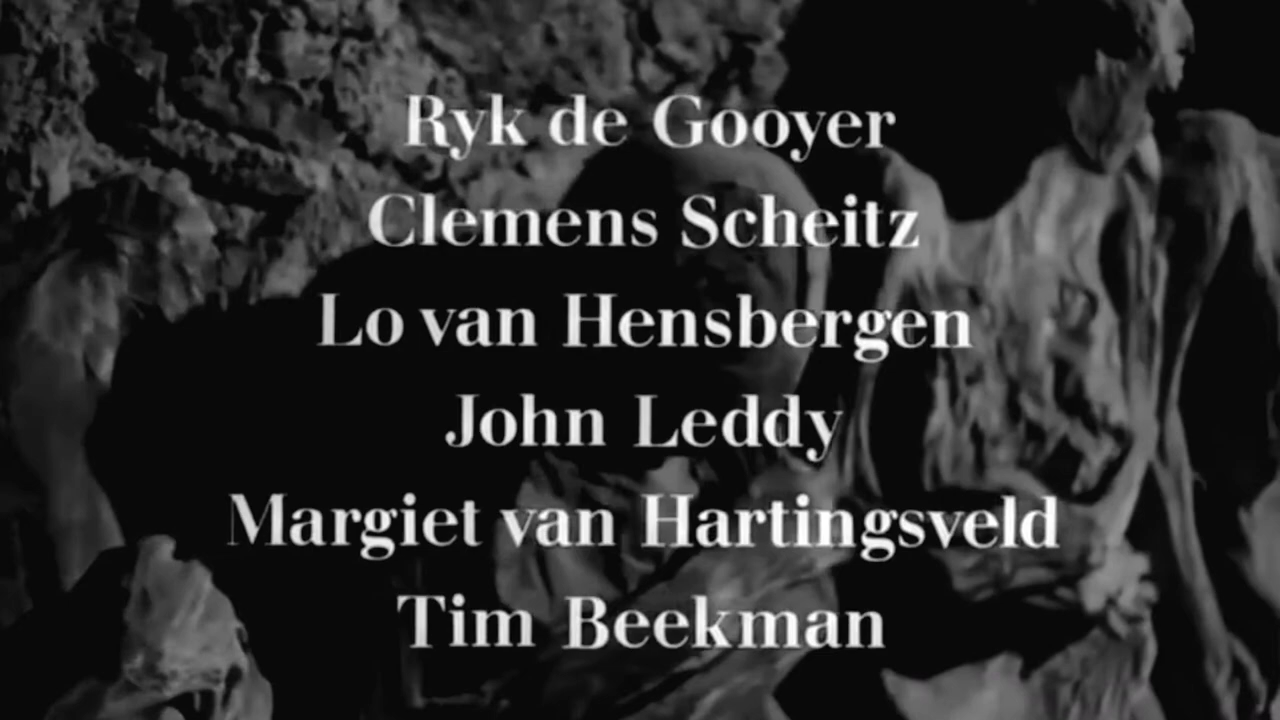 Ryk de Gooyer
Clemens Scheitz
Lo van Hensbergen
John Leddy
Margiet van Hartingsveld
Tim Beekman